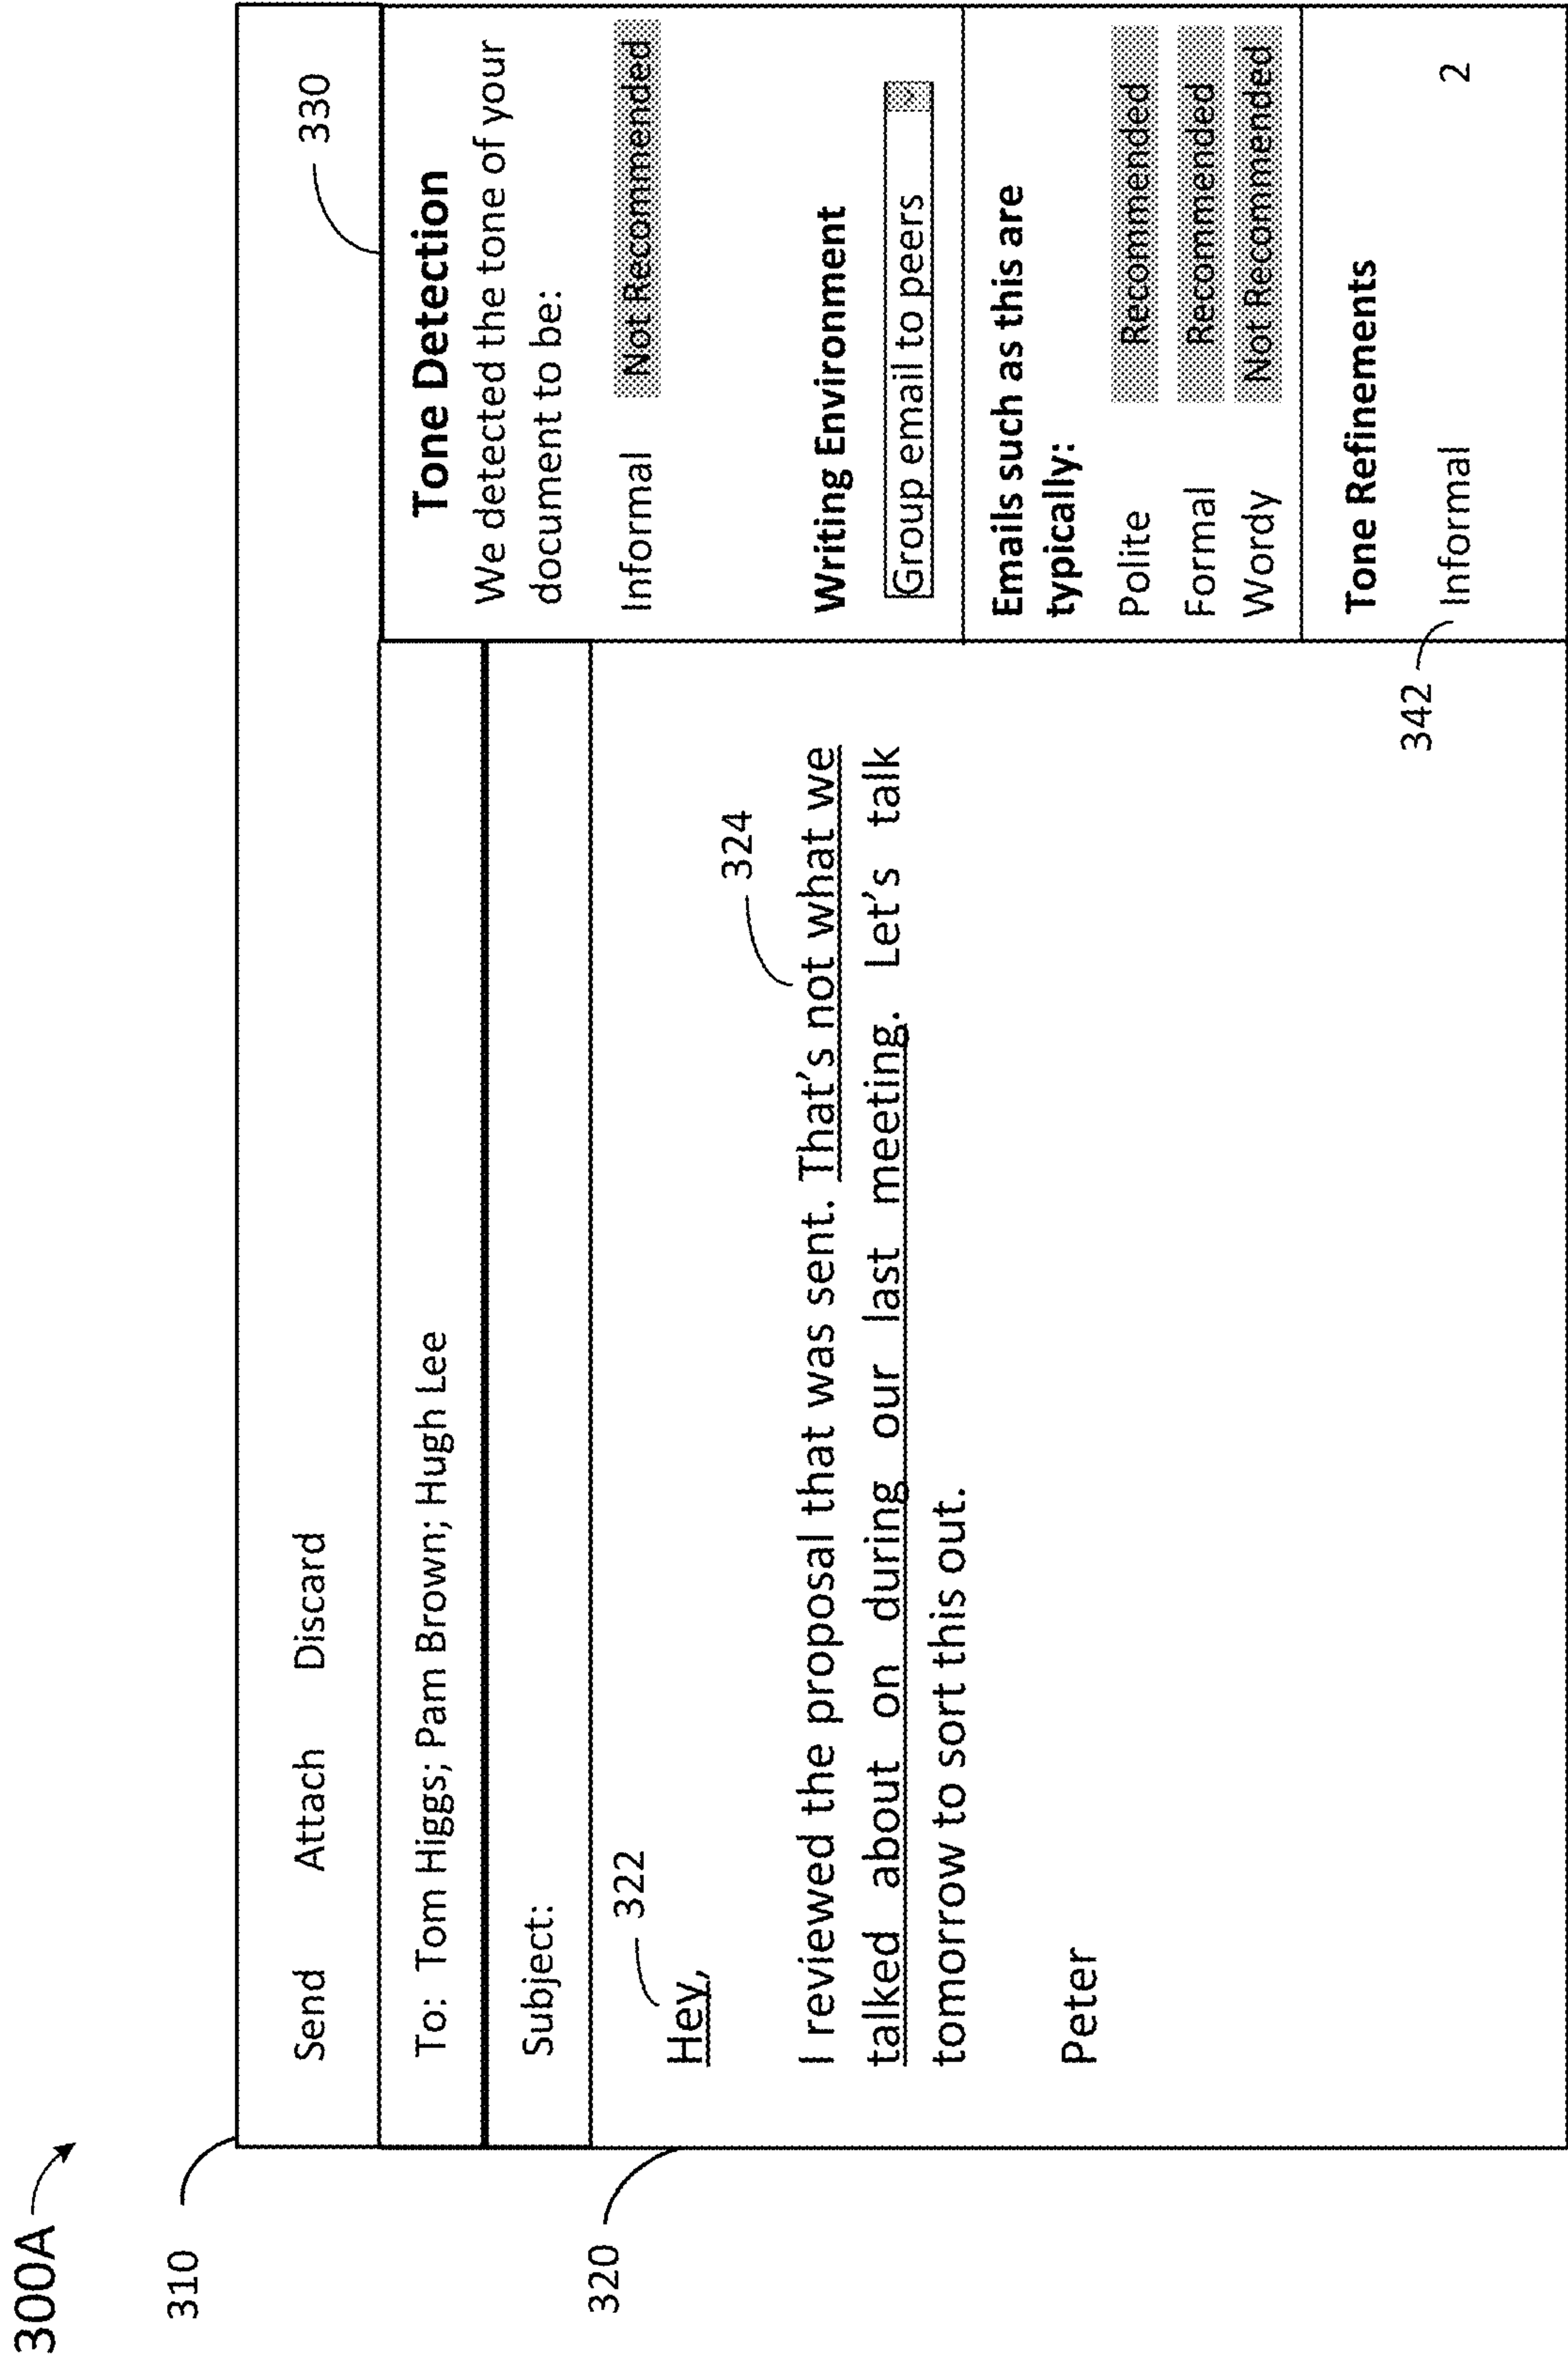 300A
310
Send Attach Discard
330
To: Tom Higgs; Pam Brown; Hugh Lee
Subject:
320
322
Hey,
324
I reviewed the proposal that was sent. That's not what we
talked about on during our last meeting. Let's talk
tomorrow to sort this out.
Peter
Tone Detection
We detected the tone of your
document to be:
Informal Not Recommended
Writing Environment
Group email to peers
Emails such as this are
typically:
Polite Recommended
Formal Recommended
Wordy Not Recommended
Tone Refinements
342
Informal 2